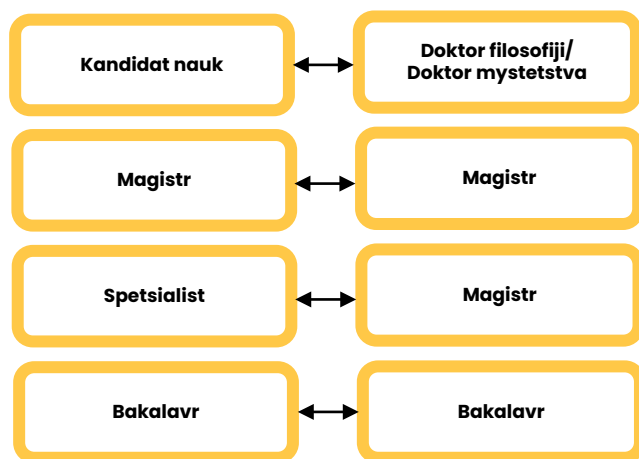 Kandidat nauk
Doktor filosofiji/
Doktor mystetstva
Magistr
Magistr
Spetsialist
Magistr
Bakalavr
Bakalavr